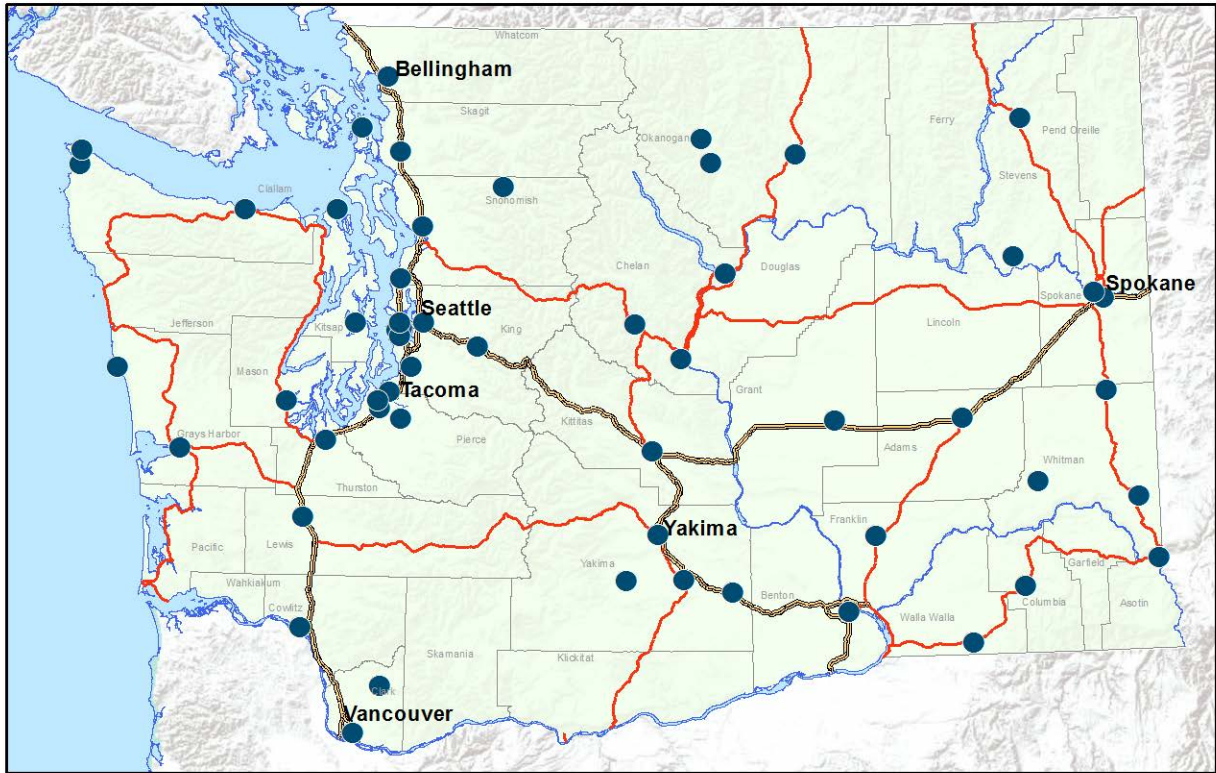 Whatcom
Bellingham
Skagit
Okanogan
Ferry
Pend Oreille
Clallam
Stevens
Snohomish
Chelan
Douglas
Spokane
Spokane
Seattle
Jefferson
Kitsap
King
Lincoln
Mason
Tacoma
Grant
Kittitas
Grays Harbor
Pierce
Adams
Whitman
Thurston
Yakima
Franklin
Pacific
Lewis
Yakima
Garfield
Wahkiakum
Benton
Columbia
Asotin
Cowlitz
Walla Walla
Skamania
Klickitat
Clark
Vancouver